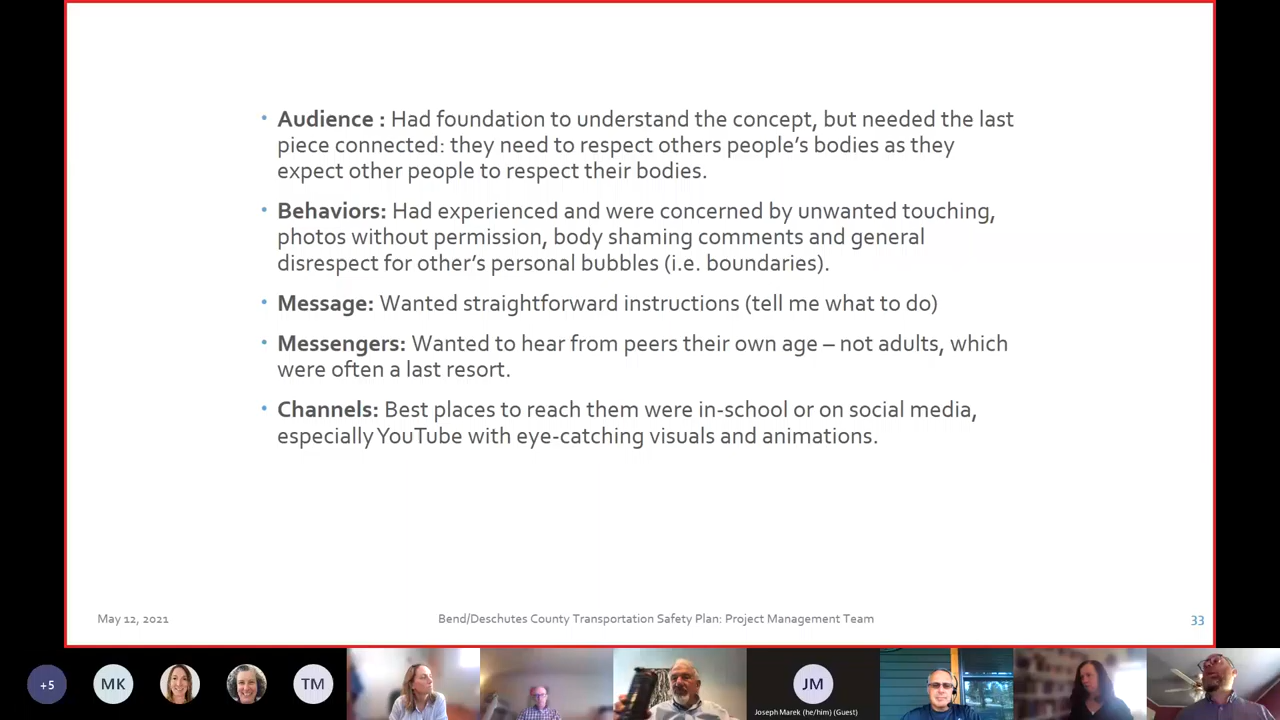 • Audience : Had foundation to understand the concept, but needed the last
piece connected: they need to respect others people's bodies as they
expect other people to respect their bodies.
• Behaviors: Had experienced and were concerned by unwanted touching,
photos without permission, body shaming comments and general
disrespect for other's personal bubbles (i.e. boundaries).
• Message: Wanted straightforward instructions (tell me what to do)
• Messengers: Wanted to hear from peers their own age – not adults, which
were often a last resort.
• Channels: Best places to reach them were in-school or on social media,
especially YouTube with eye-catching visuals and animations.
May 12, 2021
Bend/Deschutes County Transportation Safety Plan: Project Management Team
33
+5
MK
TM
JM
Joseph Marek (he/him) (Guest)